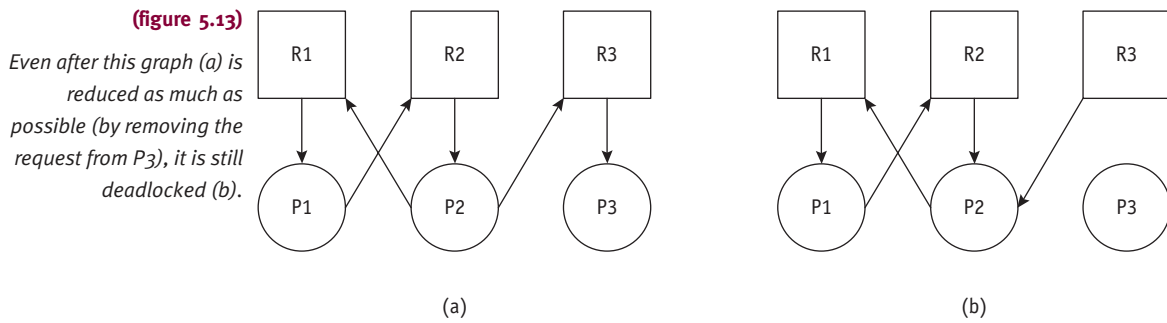 (figure 5.13)
Even after this graph (a) is
reduced as much as
possible (by removing the
request from P3), it is still
deadlocked (b).
R1 R2 R3
P1 P2 P3
(a)
R1 R2 R3
P1 P2 P3
(b)